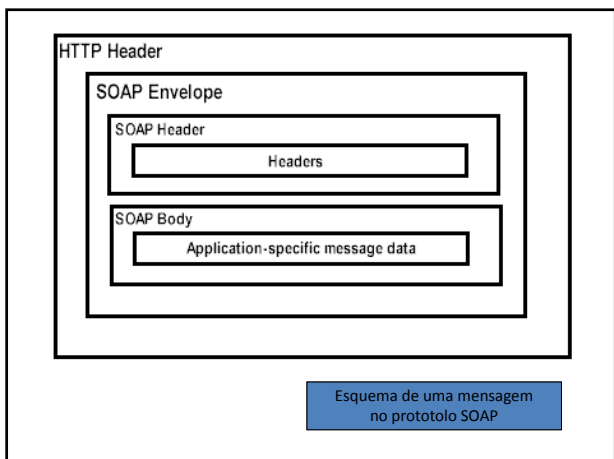 HTTP Header
SOAP Envelope
SOAP Header
Headers
SOAP Body
Application-specific message data
Esquema de uma mensagem
no prototolo SOAP